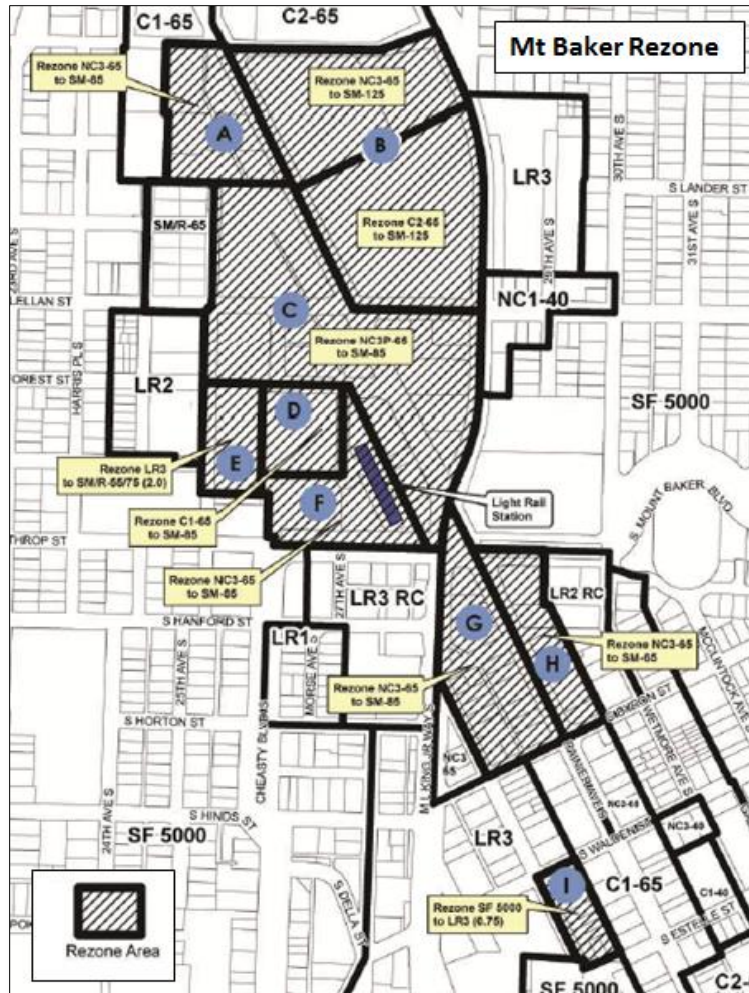 C1-65
C2-65
Mt Baker Rezone
Rezone NC3-65
to SM-85
Rezone NC3-65
to SM-125
A
B
LR3
30TH AVE S
S LANDER ST
SM/R-65
Rezone C2-65
to SM-125
29TH AVE S
31ST AVE S
23RD AVE S
NC1-40
LELLAN ST
C
Rezone NC3P-65
to SM-85
LR2
HARRIS PL S
OREST ST
SF 5000
D
E
Rezone LR3
to SM/R-55/75 (2.0)
F
Light Rail
Station
S MOUNT BAKER BLVD
Rezone C1-65
to SM-85
THROP ST
Rezone NC3-65
to SM-85
27TH AVE S
LR3 RC
LR2 RC
S HANFORD ST
G
LR1
MORSE AVE S
25TH AVE S
H
Rezone NC3-65
to SM-65
MCCLINTOCK AVE S
Rezone NC3-65
to SM-85
S HORTON ST
CHEASTY BLVD S
M L KING JR WAY S
WETMORE AVE S
NC3
65
RAINIER AVE S
NC3-65
24TH AVE S
S HINDS ST
SF 5000
LR3
NC3-40
I
C1-65
C1-40
S DELLA ST
Rezone SF 5000
to LR3 (0.75)
S ESTELLE ST
Rezone Area
SF 5000
C2-